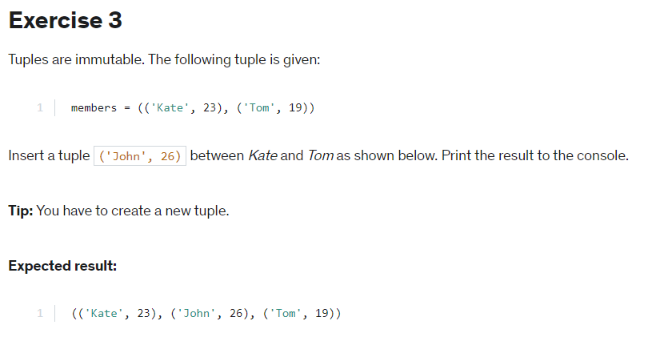 Exercise 3
Tuples are immutable. The following tuple is given:
1 members = (('Kate', 23), ('Tom', 19))
Insert a tuple ('John', 26) between Kate and Tom as shown below. Print the result to the console.
Tip: You have to create a new tuple.
Expected result:
1 (('Kate', 23), ('John', 26), ('Tom', 19))